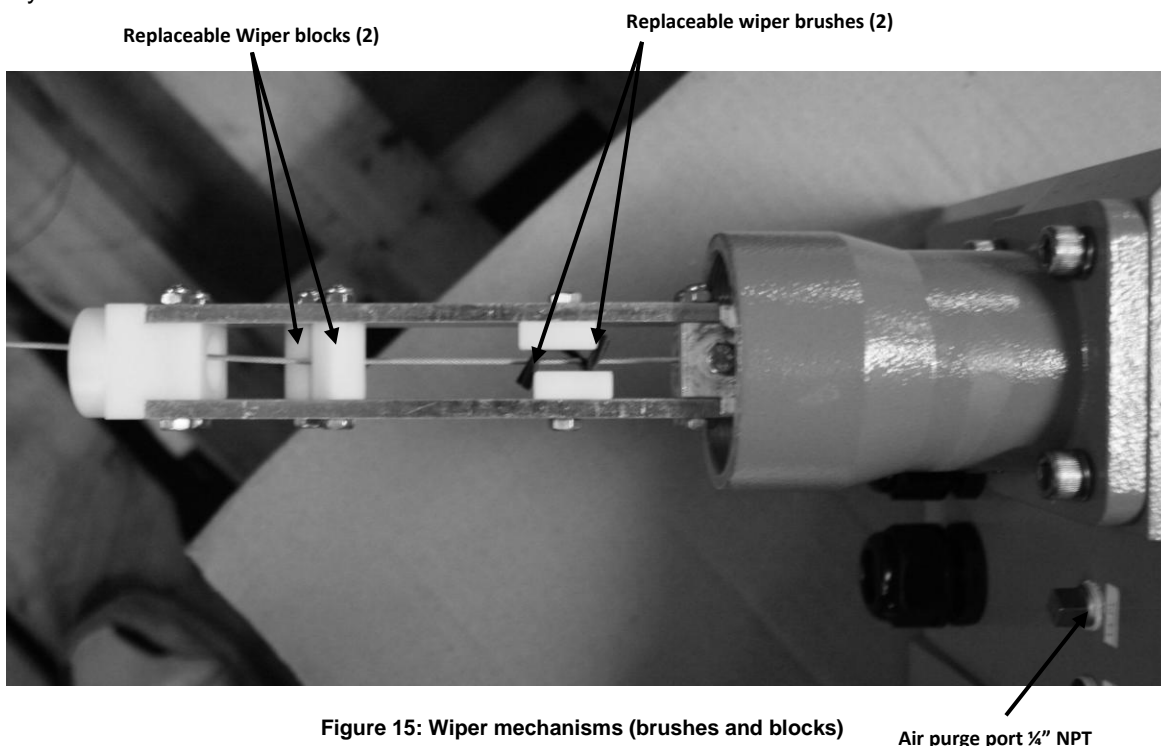 Replaceable Wiper blocks (2)
Replaceable wiper brushes (2)
Figure 15: Wiper mechanisms (brushes and blocks)
Air purge port ¼” NPT